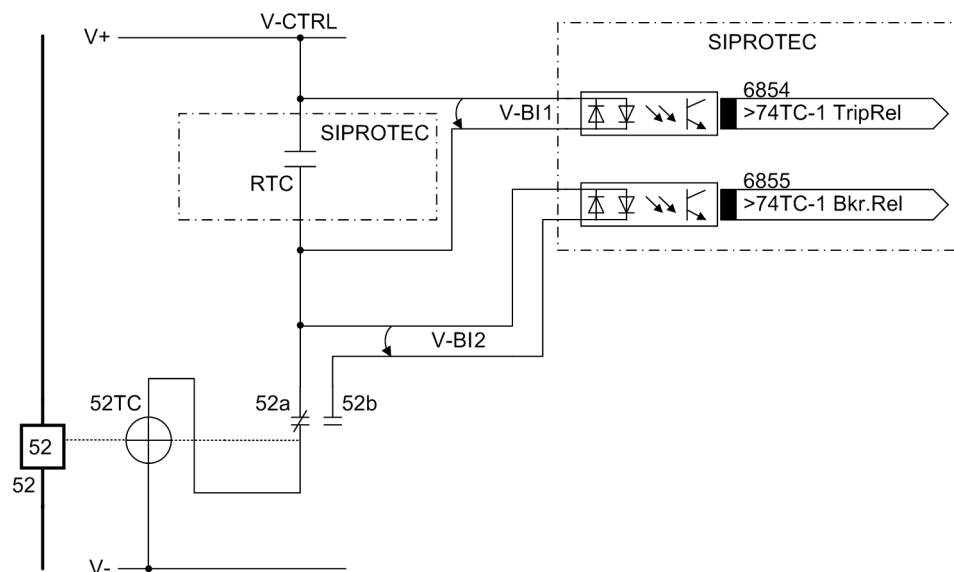 V-CTRL
V+
SIPROTEC
6854
V-BI1
>74TC-1 TripRel
SIPROTEC
RTC
6855
>74TC-1 Bkr.Rel
V-BI2
52TC
52a
52b
52
52
V-